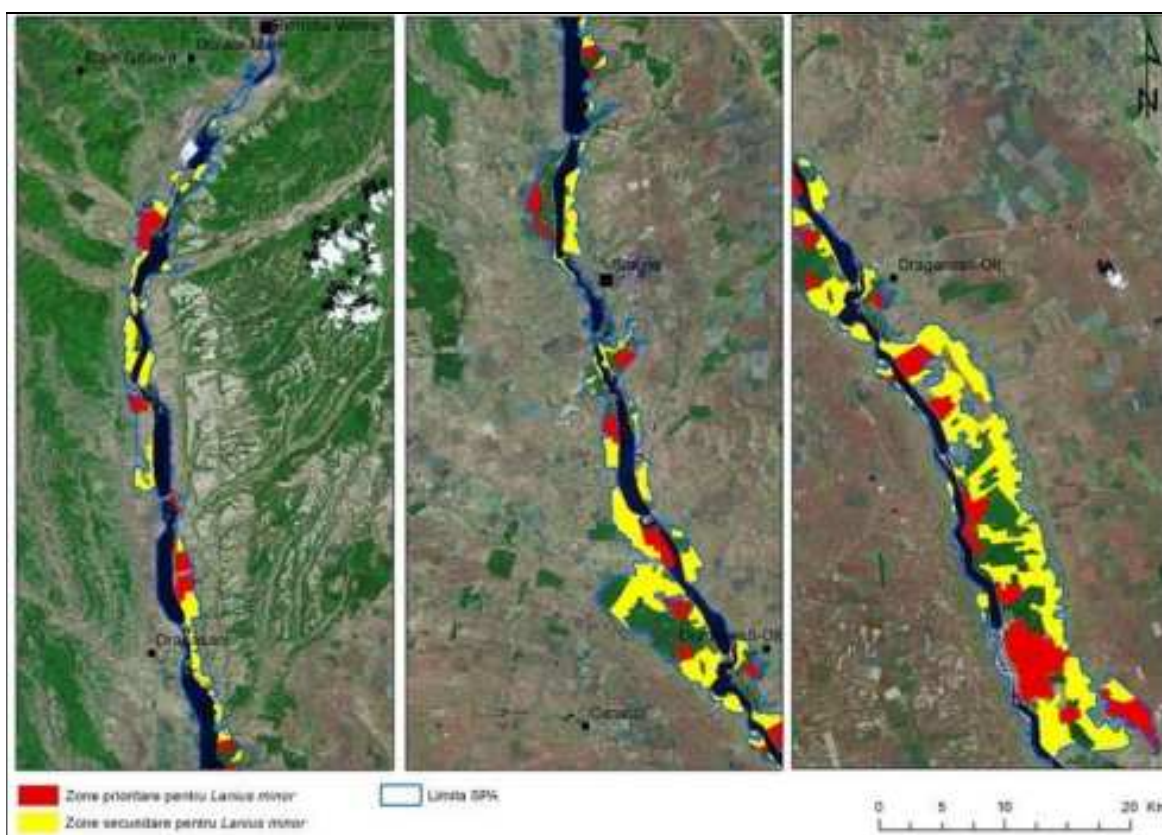 Dragasani
Slatina
Draganesti-Olt
Draganesti-Olt
Caracal
Zone prioritare pentru Lanius minor
Zone secundare pentru Lanius minor
Limita SPA
0 5 10 20 Km